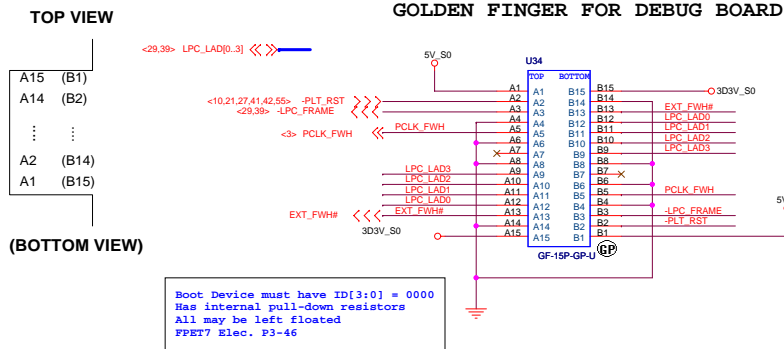 GOLDEN FINGER FOR DEBUG BOARD
TOP VIEW
A15 (B1)
A14 (B2)
A2 (B14)
A1 (B15)
(BOTTOM VIEW)
<29,39> LPC_LAD[0..3]
5V_S0
<10,21,27,41,42,55> -PLT_RST
<29,39> -LPC_FRAME
<3> PCLK_FWH
PCLK_FWH
LPC_LAD3
LPC_LAD2
LPC_LAD1
LPC_LAD0
EXT_FWH#
EXT_FWH#
3D3V_S0
U34
TOP BOTTOM
A1 A1 B15 B15
A2 A2 B14 B14
A3 A3 B13 B13
A4 A4 B12 B12
A5 A5 B11 B11
A6 A6 B10 B10
A7 A7 B9 B9
A8 A8 B8 B8
A9 A9 B7 B7
A10 A10 B6 B6
A11 A11 B5 B5
A12 A12 B4 B4
A13 A13 B3 B3
A14 A14 B2 B2
A15 A15 B1 B1
GF-15P-GP-U
GP
3D3V_S0
EXT_FWH#
LPC_LAD0
LPC_LAD1
LPC_LAD2
LPC_LAD3
PCLK_FWH
-LPC_FRAME
-PLT_RST
Boot Device must have ID[3:0] = 0000
Has internal pull-down resistors
All may be left floated
FPET7 Elec. P3-46